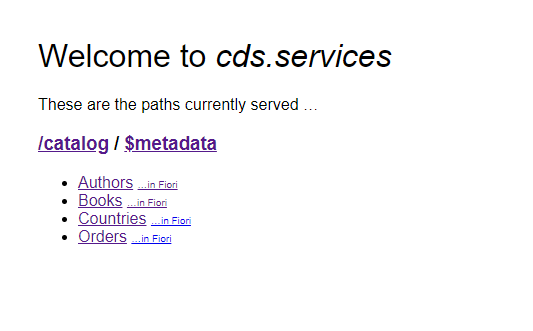 Welcome to cds.services
These are the paths currently served …
/catalog / $metadata
Authors ...in Fiori
Books ...in Fiori
Countries ...in Fiori
Orders ...in Fiori